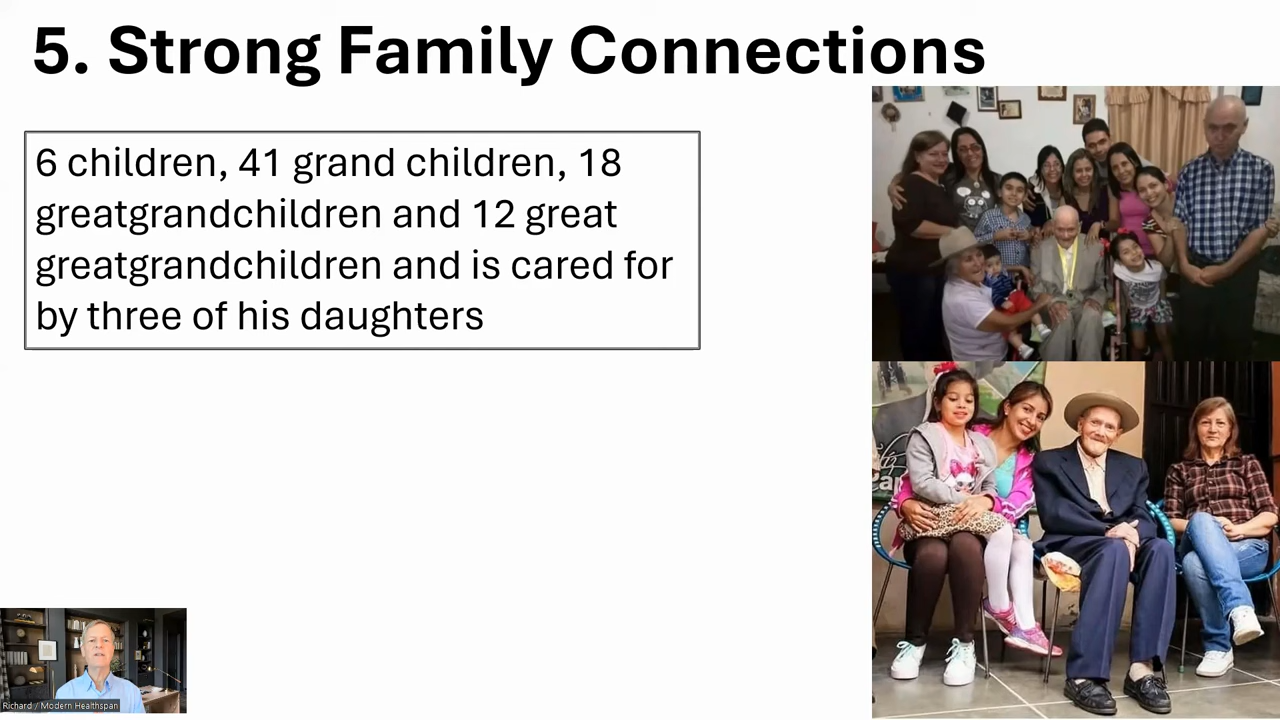 5. Strong Family Connections
6 children, 41 grand children, 18
greatgrandchildren and 12 great
greatgrandchildren and is cared for
by three of his daughters
Richard / Modern Healthspan